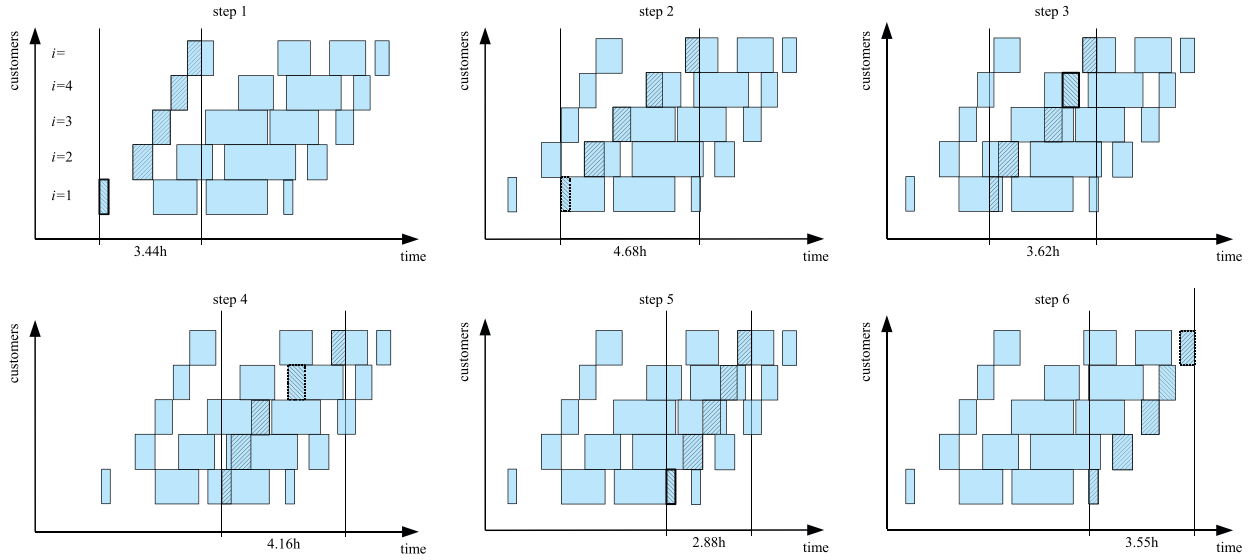 step 1
customers
i=
i=4
i=3
i=2
i=1
3.44h
time
step 2
customers
4.68h
time
step 3
customers
3.62h
time
step 4
customers
4.16h
time
step 5
customers
2.88h
time
step 6
customers
3.55h
time